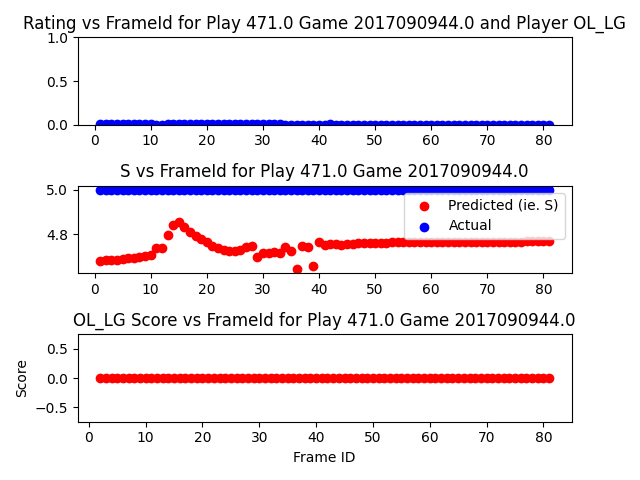 Rating vs FrameId for Play 471.0 Game 2017090944.0 and Player OL_LG
1.0
0.5
0.0
0 10 20 30 40 50 60 70 80
S vs FrameId for Play 471.0 Game 2017090944.0
5.0
4.8
Predicted (ie. S)
Actual
0 10 20 30 40 50 60 70 80
OL_LG Score vs FrameId for Play 471.0 Game 2017090944.0
Score
0.5
0.0
−0.5
0 10 20 30 40 50 60 70 80
Frame ID